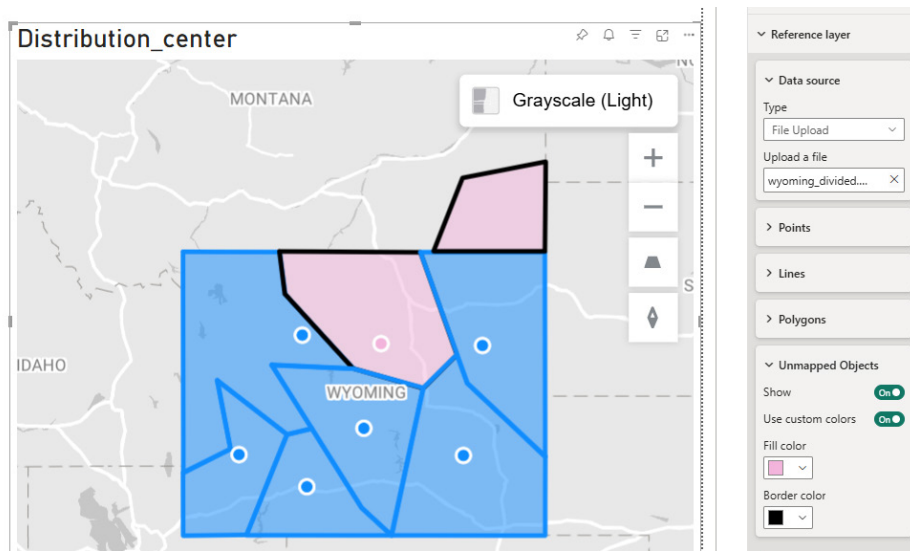 Distribution_center
Grayscale (Light)
MONTANA
IDAHO
WYOMING
+
−
Reference layer
Data source
Type
File Upload
Upload a file
wyoming_divided....
Points
Lines
Polygons
Unmapped Objects
Show
On
Use custom colors
On
Fill color
Border color